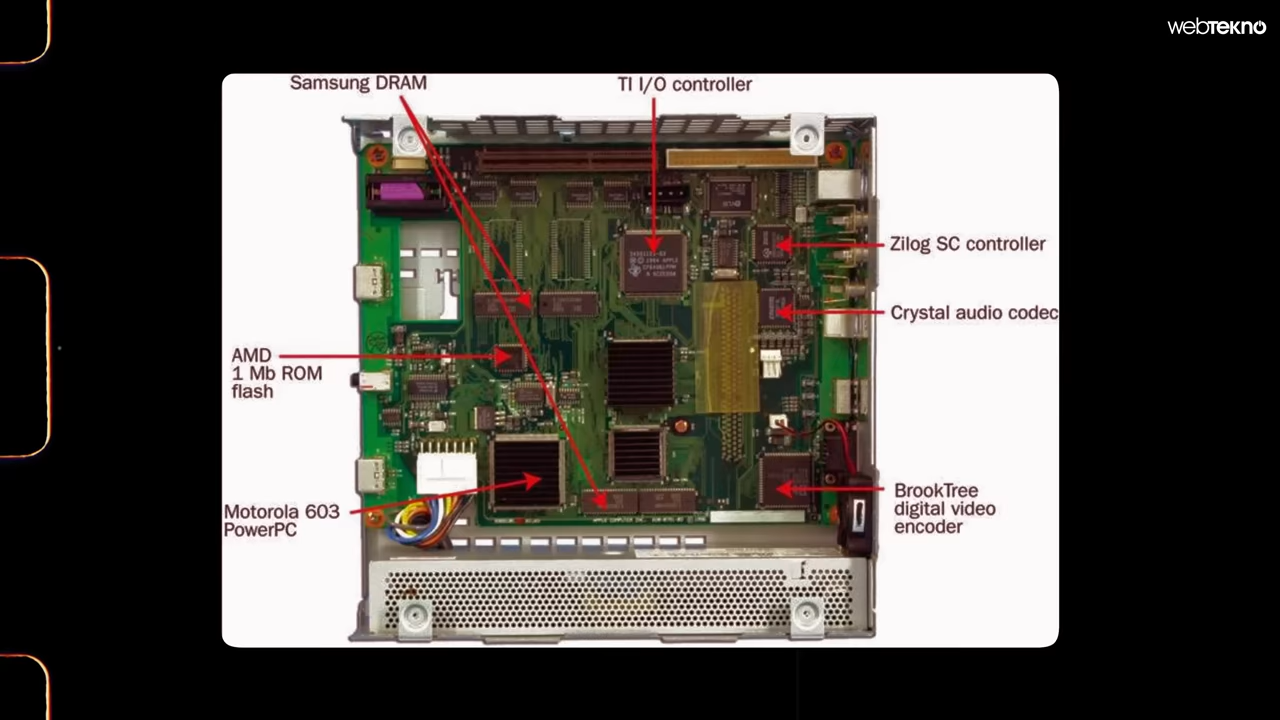 webTEKNO
Samsung DRAM
TI I/O controller
Zilog SC controller
Crystal audio codec
AMD
1 Mb ROM
flash
Motorola 603
PowerPC
BrookTree
digital video
encoder